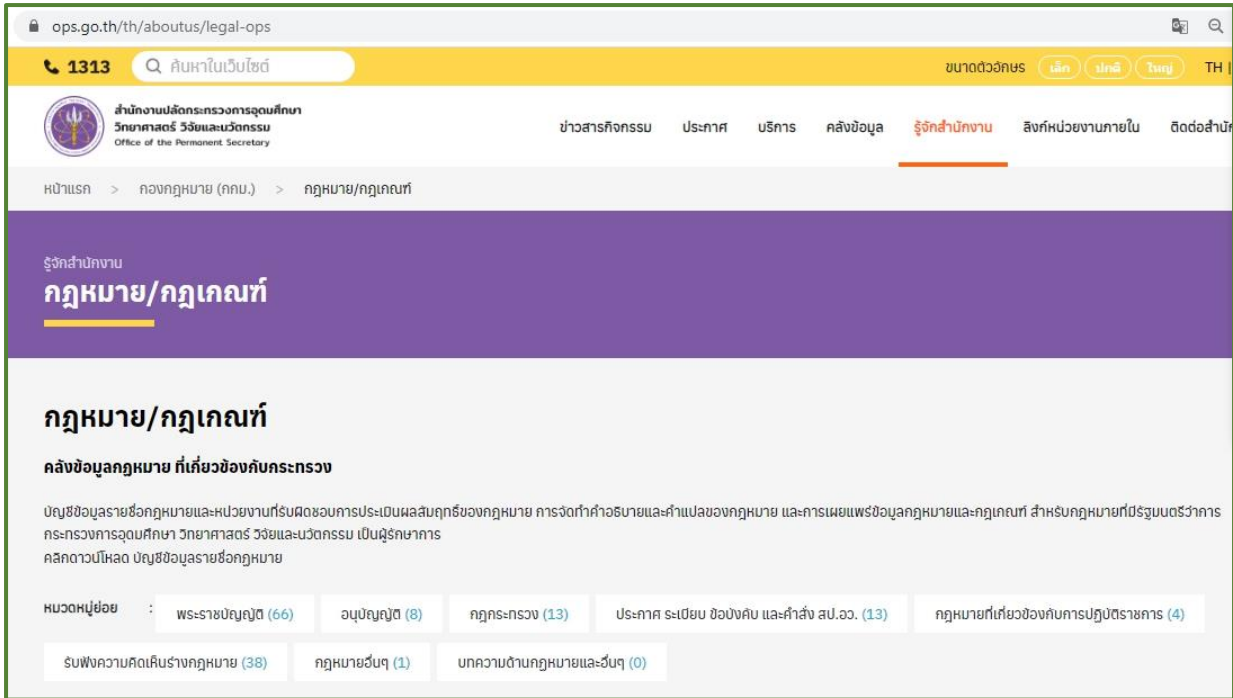 ops.go.th/th/aboutus/legal-ops
1313 ค้นหาในเว็บไซต์ ขนาดตัวอักษร เล็ก ปกติ ใหญ่ TH |
สำนักงานปลัดกระทรวงการอุดมศึกษา
วิทยาศาสตร์ วิจัยและนวัตกรรม
Office of the Permanent Secretary
ข่าวสารกิจกรรม ประกาศ บริการ คลังข้อมูล รู้จักสำนักงาน ลิงก์หน่วยงานภายใน ติดต่อสำนัก
หน้าแรก > กองกฎหมาย (กกม.) > กฎหมาย/กฎเกณฑ์
รู้จักสำนักงาน
กฎหมาย/กฎเกณฑ์
กฎหมาย/กฎเกณฑ์
คลังข้อมูลกฎหมาย ที่เกี่ยวข้องกับกระทรวง
บัญชีข้อมูลรายชื่อกฎหมายและหน่วยงานที่รับผิดชอบการประเมินผลสัมฤทธิ์ของกฎหมาย การจัดทำคำอธิบายและคำแปลของกฎหมาย และการเผยแพร่ข้อมูลกฎหมายและกฎเกณฑ์ สำหรับกฎหมายที่มีรัฐมนตรีว่าการ
กระทรวงการอุดมศึกษา วิทยาศาสตร์ วิจัยและนวัตกรรม เป็นผู้รักษาการ
คลิกดาวน์โหลด บัญชีข้อมูลรายชื่อกฎหมาย
หมวดหมู่ย่อย : พระราชบัญญัติ (66) อนุบัญญัติ (8) กฎกระทรวง (13) ประกาศ ระเบียบ ข้อบังคับ และคำสั่ง สป.อว. (13) กฎหมายที่เกี่ยวข้องกับการปฏิบัติราชการ (4)
รับฟังความคิดเห็นร่างกฎหมาย (38) กฎหมายอื่นๆ (1) บทความด้านกฎหมายและอื่นๆ (0)